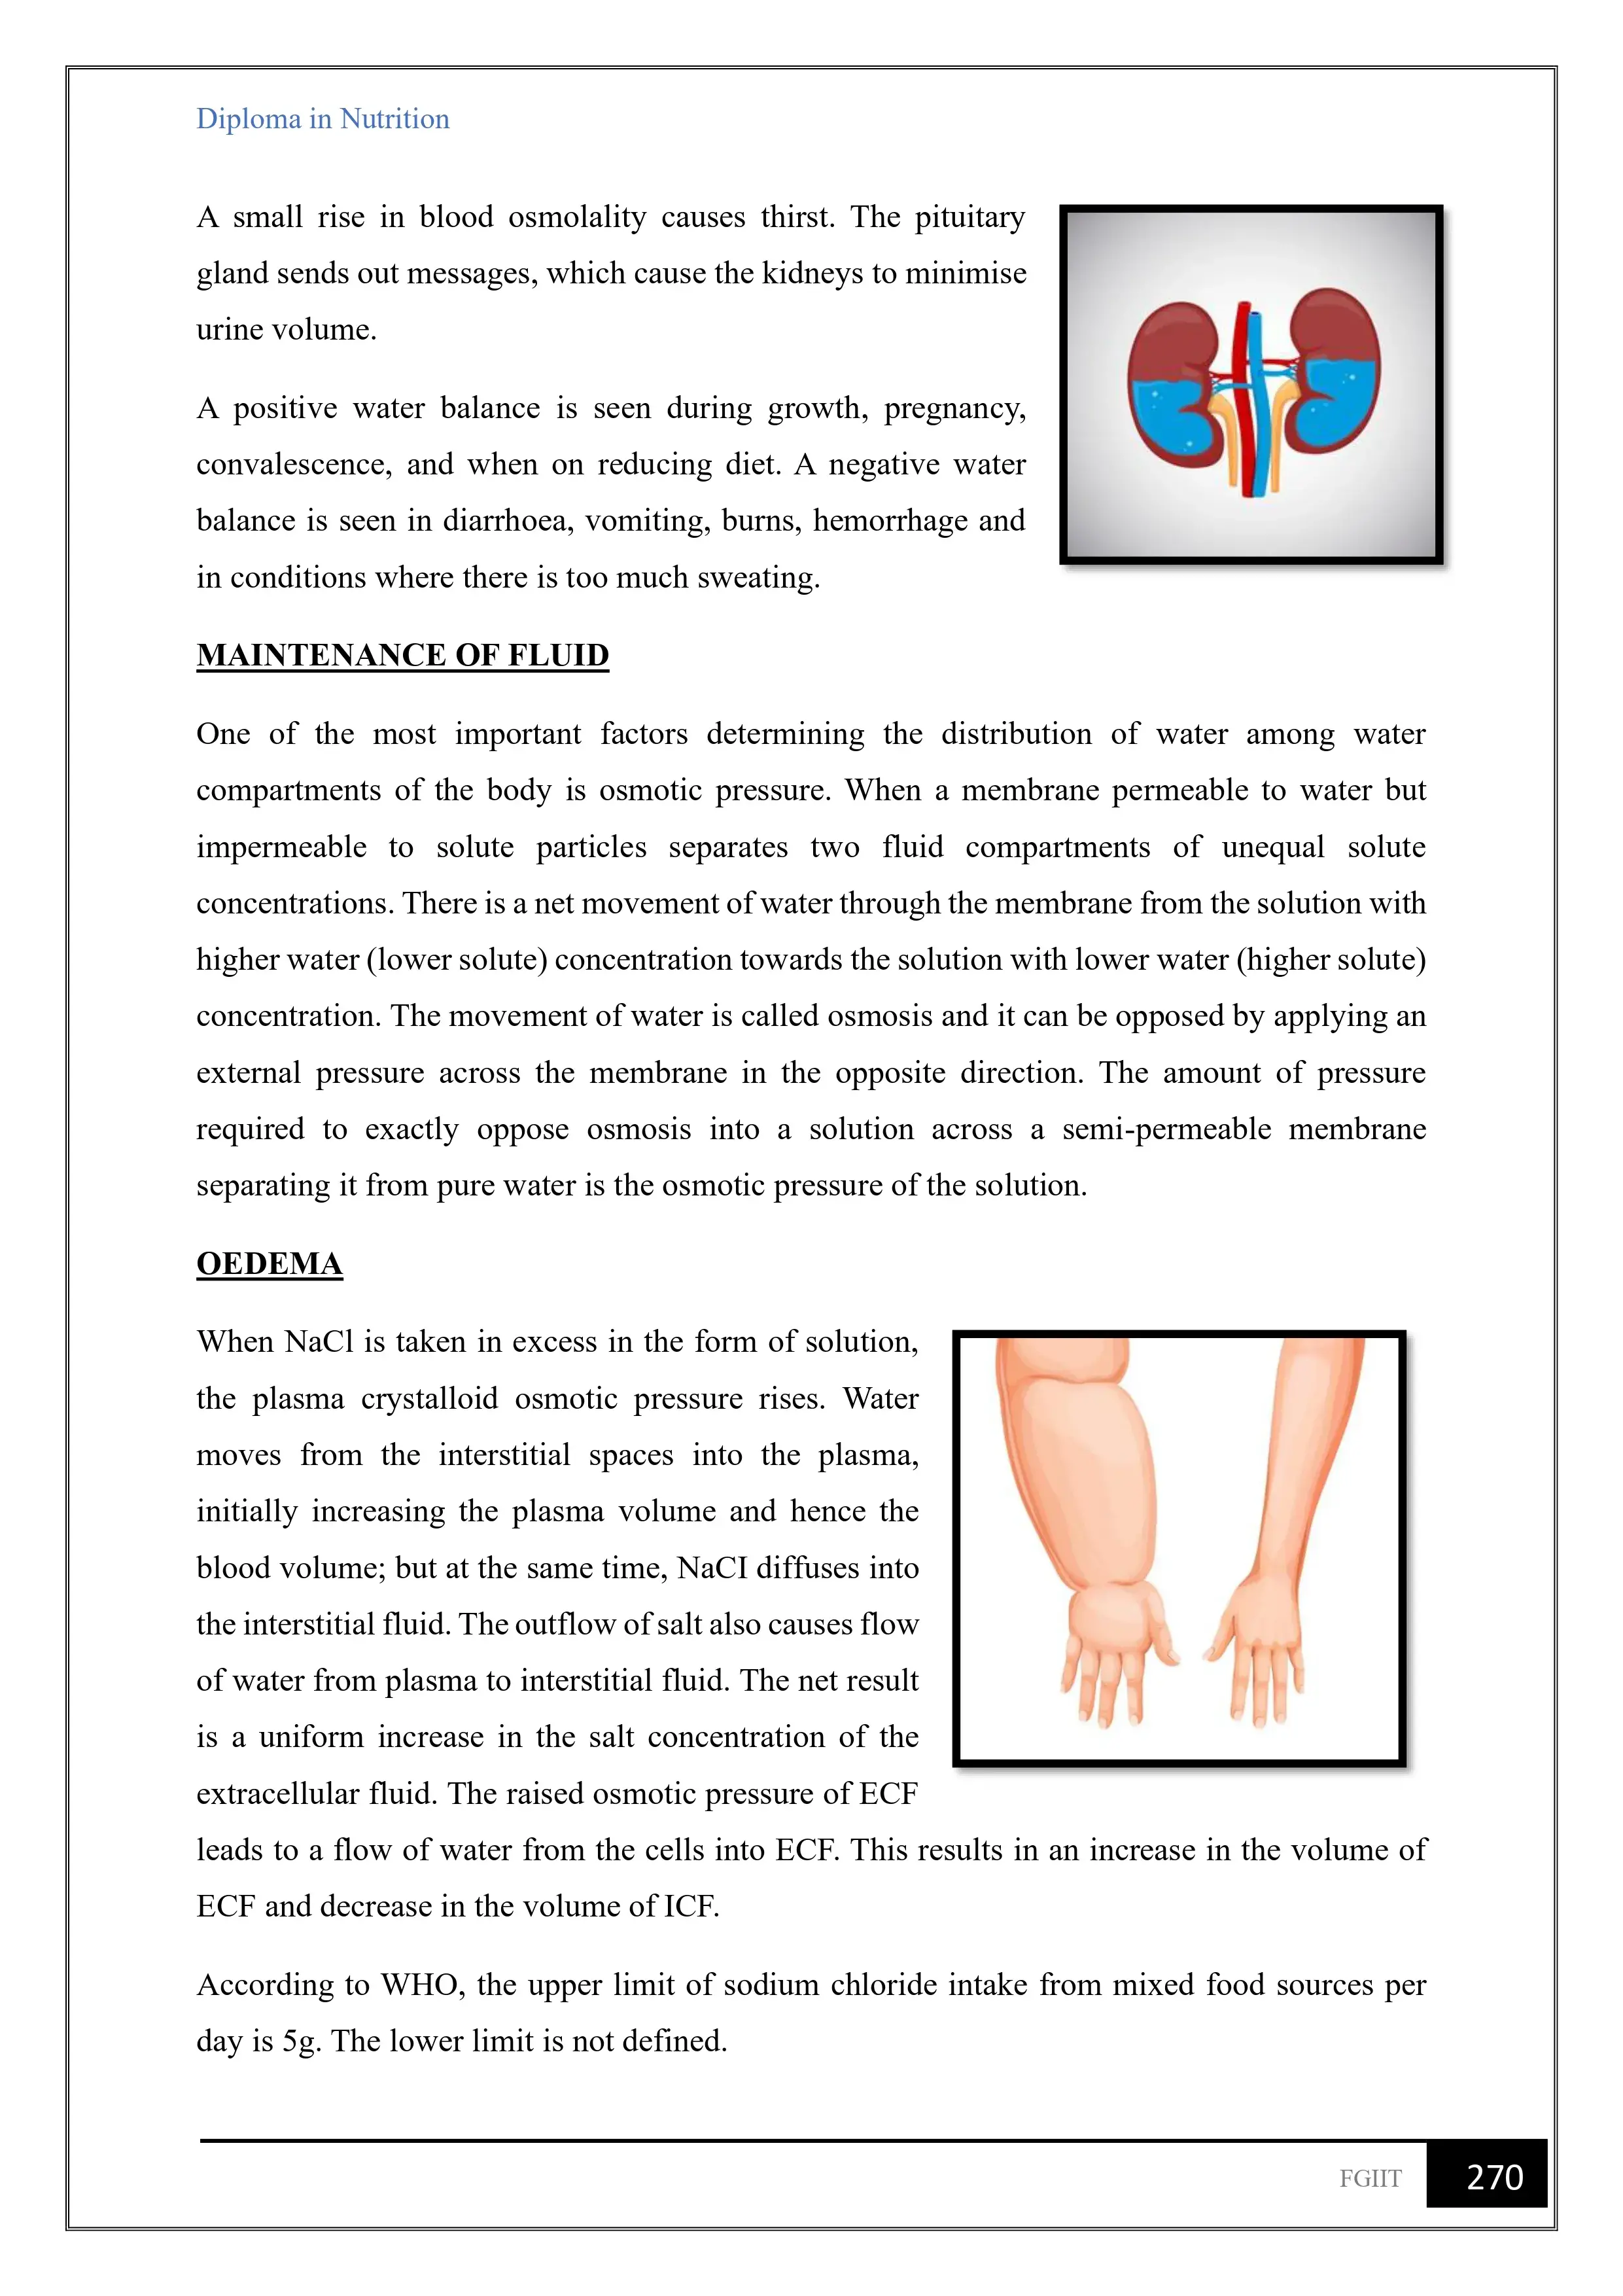 Diploma in Nutrition
A small rise in blood osmolality causes thirst. The pituitary
gland sends out messages, which cause the kidneys to minimise
urine volume.
A positive water balance is seen during growth, pregnancy,
convalescence, and when on reducing diet. A negative water
balance is seen in diarrhoea, vomiting, burns, hemorrhage and
in conditions where there is too much sweating.
MAINTENANCE OF FLUID
One of the most important factors determining the distribution of water among water
compartments of the body is osmotic pressure. When a membrane permeable to water but
impermeable to solute particles separates two fluid compartments of unequal solute
concentrations. There is a net movement of water through the membrane from the solution with
higher water (lower solute) concentration towards the solution with lower water (higher solute)
concentration. The movement of water is called osmosis and it can be opposed by applying an
external pressure across the membrane in the opposite direction. The amount of pressure
required to exactly oppose osmosis into a solution across a semi-permeable membrane
separating it from pure water is the osmotic pressure of the solution.
OEDEMA
When NaCl is taken in excess in the form of solution,
the plasma crystalloid osmotic pressure rises. Water
moves from the interstitial spaces into the plasma,
initially increasing the plasma volume and hence the
blood volume; but at the same time, NaCI diffuses into
the interstitial fluid. The outflow of salt also causes flow
of water from plasma to interstitial fluid. The net result
is a uniform increase in the salt concentration of the
extracellular fluid. The raised osmotic pressure of ECF
leads to a flow of water from the cells into ECF. This results in an increase in the volume of
ECF and decrease in the volume of ICF.
According to WHO, the upper limit of sodium chloride intake from mixed food sources per
day is 5g. The lower limit is not defined.
FGIIT 270